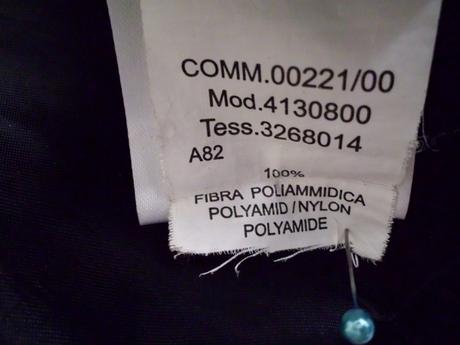 COMM.00221/00
Mod.4130800
Tess.3268014
A82
100%
FIBRA POLIAMMIDICA
POLYAMID/NYLON
POLYAMIDE